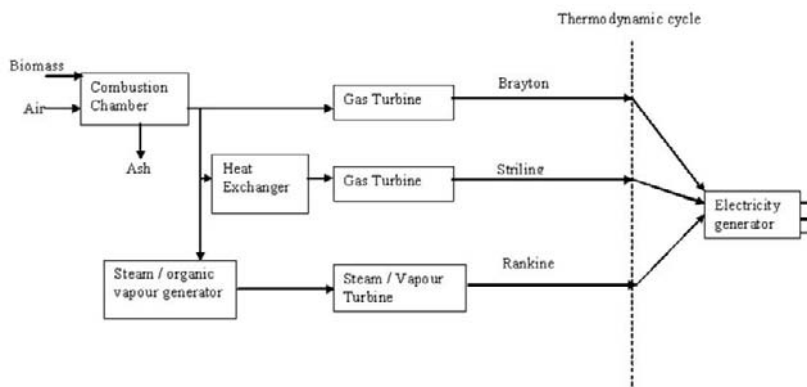 Thermodynamic cycle
Biomass
Air
Combustion
Chamber
Ash
Gas Turbine
Brayton
Heat
Exchanger
Gas Turbine
Striling
Electricity
generator
Steam / organic
vapour generator
Steam / Vapour
Turbine
Rankine